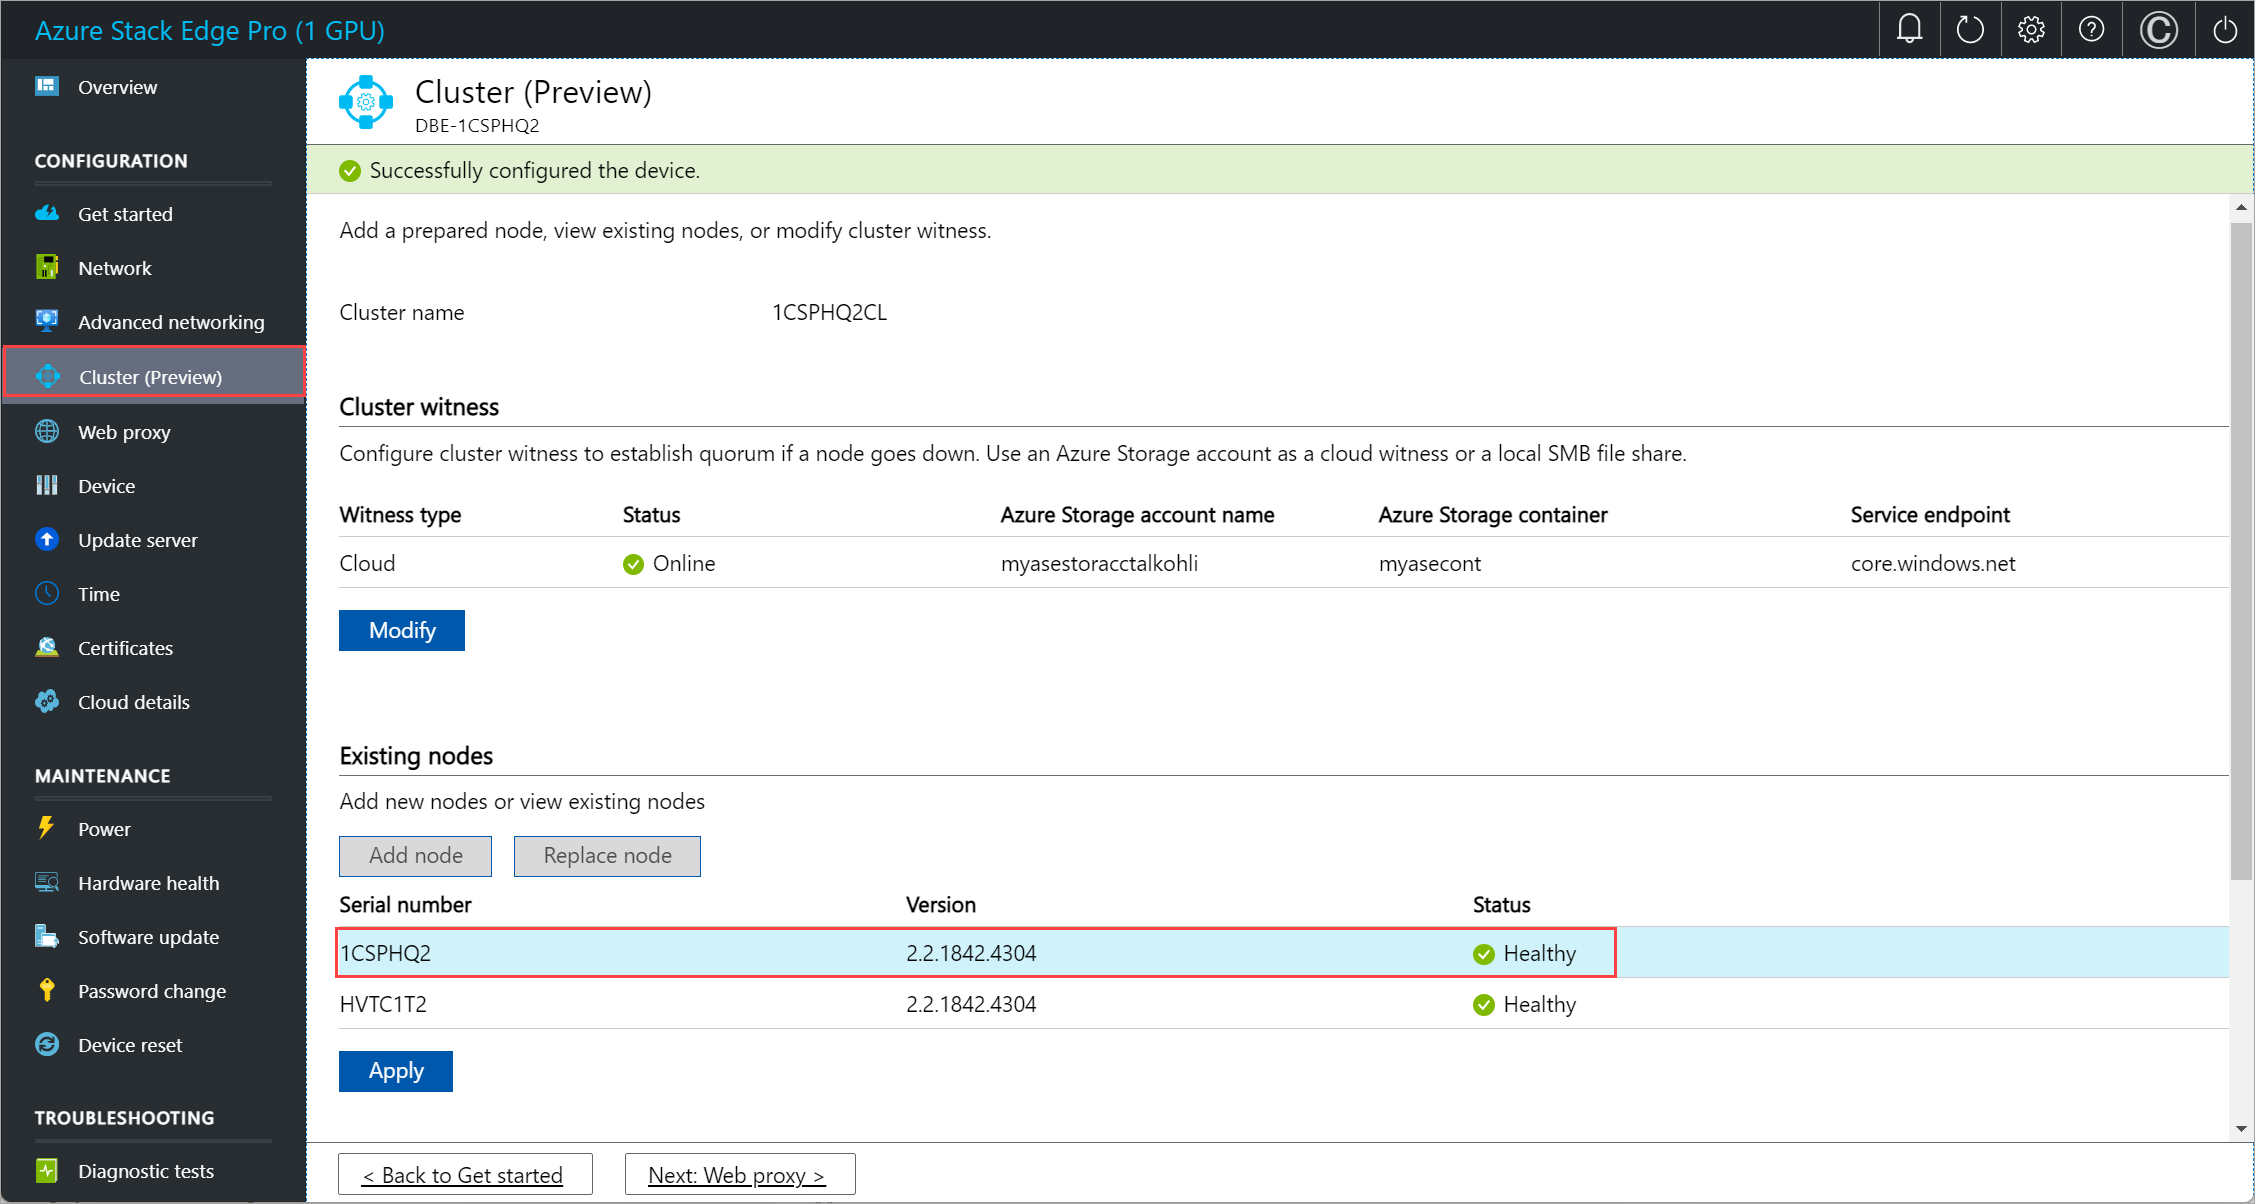 Azure Stack Edge Pro (1 GPU)
Overview
CONFIGURATION
Get started
Network
Advanced networking
Cluster (Preview)
Web proxy
Device
Update server
Time
Certificates
Cloud details
MAINTENANCE
Power
Hardware health
Software update
Password change
Device reset
TROUBLESHOOTING
Diagnostic tests
Cluster (Preview)
DBE-1CSPHQ2
Successfully configured the device.
Add a prepared node, view existing nodes, or modify cluster witness.
Cluster name 1CSPHQ2CL
Cluster witness
Configure cluster witness to establish quorum if a node goes down. Use an Azure Storage account as a cloud witness or a local SMB file share.
Witness type Status Azure Storage account name Azure Storage container Service endpoint
Cloud Online myasestoracctalkohli myasecont core.windows.net
Modify
Existing nodes
Add new nodes or view existing nodes
Add node Replace node
Serial number Version Status
1CSPHQ2 2.2.1842.4304 Healthy
HVTC1T2 2.2.1842.4304 Healthy
Apply
< Back to Get started Next: Web proxy >